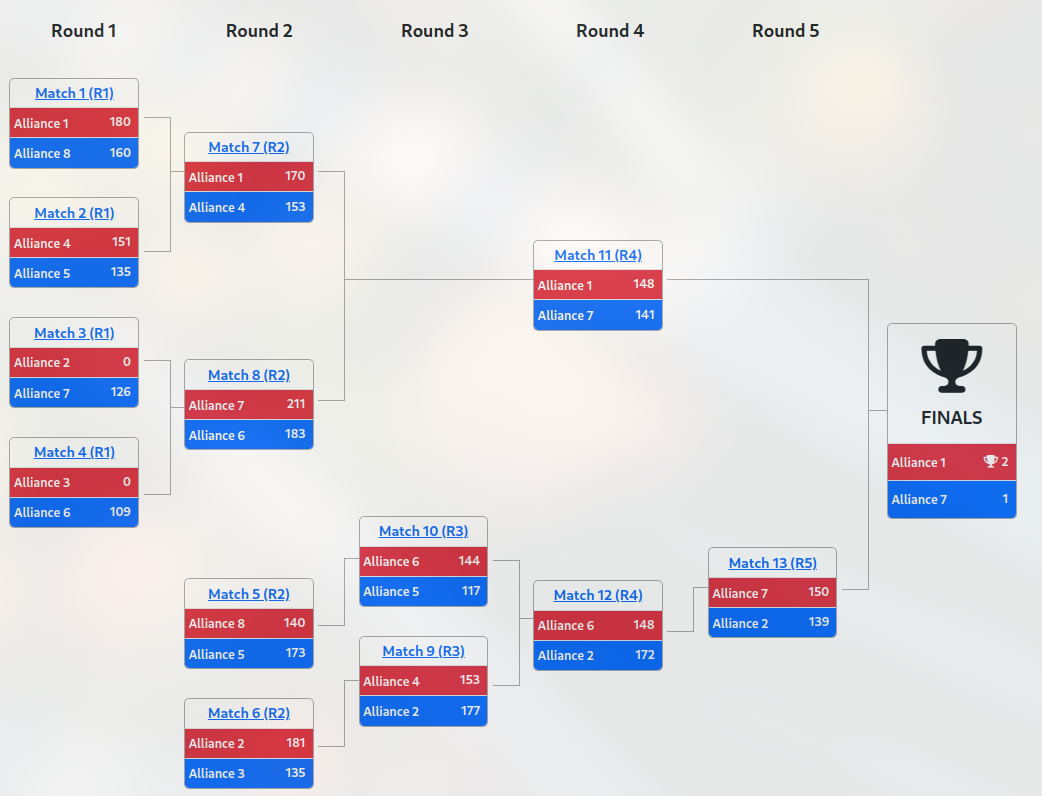 Round 1 Round 2 Round 3 Round 4 Round 5
Match 1 (R1)
Alliance 1 180
Alliance 8 160
Match 2 (R1)
Alliance 4 151
Alliance 5 135
Match 3 (R1)
Alliance 2 0
Alliance 7 126
Match 4 (R1)
Alliance 3 0
Alliance 6 109
Match 7 (R2)
Alliance 1 170
Alliance 4 153
Match 8 (R2)
Alliance 7 211
Alliance 6 183
Match 5 (R2)
Alliance 8 140
Alliance 5 173
Match 6 (R2)
Alliance 2 181
Alliance 3 135
Match 10 (R3)
Alliance 6 144
Alliance 5 117
Match 9 (R3)
Alliance 4 153
Alliance 2 177
Match 11 (R4)
Alliance 1 148
Alliance 7 141
Match 12 (R4)
Alliance 6 148
Alliance 2 172
Match 13 (R5)
Alliance 7 150
Alliance 2 139
FINALS
Alliance 1 2
Alliance 7 1